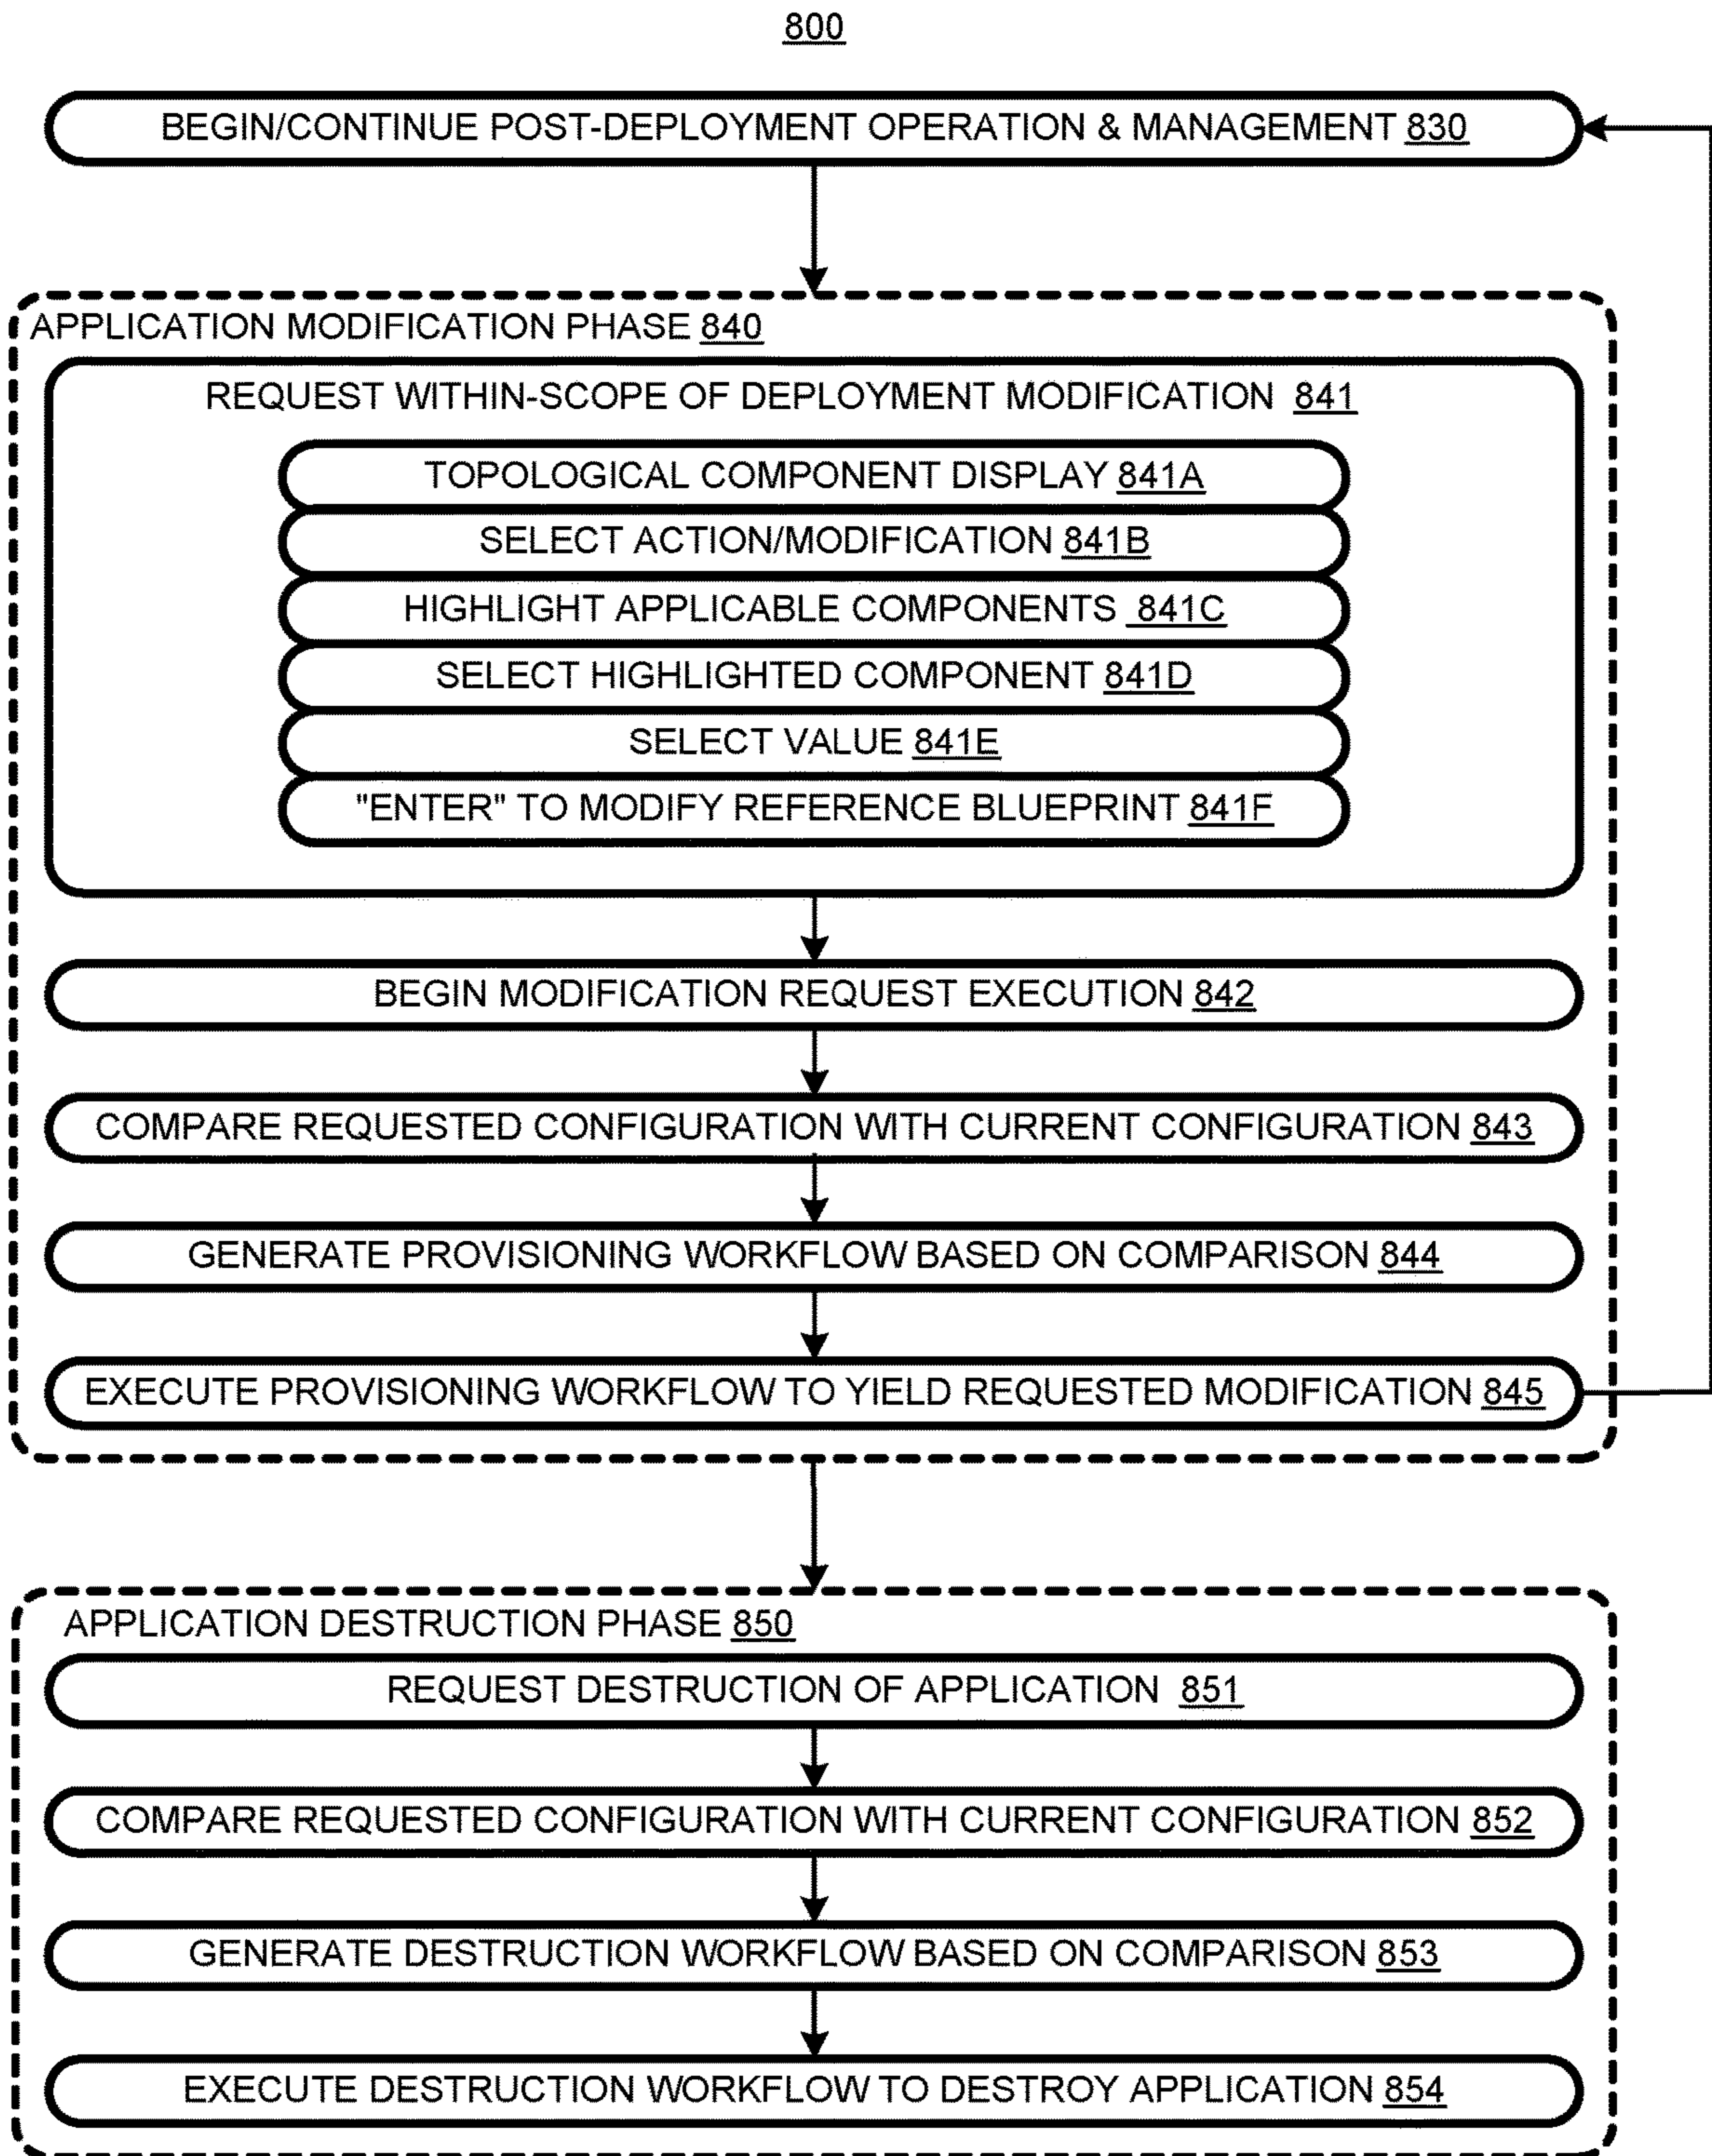 800
BEGIN/CONTINUE POST-DEPLOYMENT OPERATION & MANAGEMENT 830
APPLICATION MODIFICATION PHASE 840
REQUEST WITHIN-SCOPE OF DEPLOYMENT MODIFICATION 841
TOPOLOGICAL COMPONENT DISPLAY 841A
SELECT ACTION/MODIFICATION 841B
HIGHLIGHT APPLICABLE COMPONENTS 841C
SELECT HIGHLIGHTED COMPONENT 841D
SELECT VALUE 841E
"ENTER" TO MODIFY REFERENCE BLUEPRINT 841F
BEGIN MODIFICATION REQUEST EXECUTION 842
COMPARE REQUESTED CONFIGURATION WITH CURRENT CONFIGURATION 843
GENERATE PROVISIONING WORKFLOW BASED ON COMPARISON 844
EXECUTE PROVISIONING WORKFLOW TO YIELD REQUESTED MODIFICATION 845
APPLICATION DESTRUCTION PHASE 850
REQUEST DESTRUCTION OF APPLICATION 851
COMPARE REQUESTED CONFIGURATION WITH CURRENT CONFIGURATION 852
GENERATE DESTRUCTION WORKFLOW BASED ON COMPARISON 853
EXECUTE DESTRUCTION WORKFLOW TO DESTROY APPLICATION 854